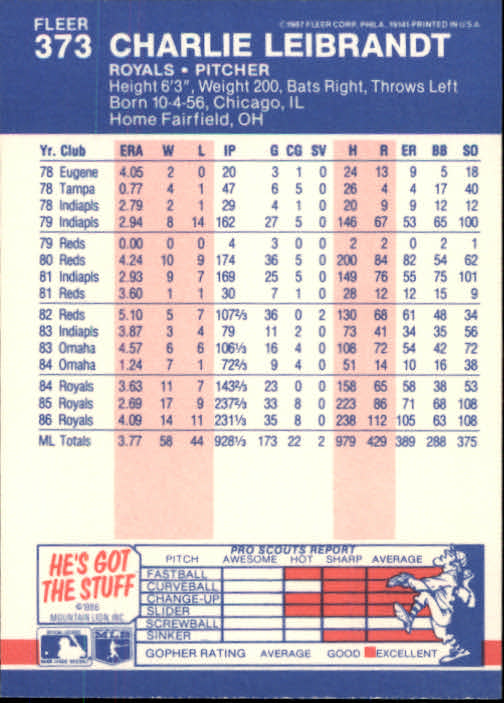 FLEER
373 CHARLIE LEIBRANDT
©1987 FLEER CORP., PHILA., 19141-PRINTED IN U.S.A.
ROYALS • PITCHER
Height 6'3", Weight 200, Bats Right, Throws Left
Born 10-4-56, Chicago, IL
Home Fairfield, OH
Yr. Club ERA W L IP G CG SV H R ER BB SO
78 Eugene 4.05 2 0 20 3 1 0 24 13 9 5 18
78 Tampa 0.77 4 1 47 6 5 0 26 4 4 17 40
78 Indiapls 2.79 2 1 29 4 1 0 20 9 9 12 12
79 Indiapls 2.94 8 14 162 27 5 0 146 67 53 65 100
79 Reds 0.00 0 0 4 3 0 0 2 2 0 2 1
80 Reds 4.24 10 9 174 36 5 0 200 84 82 54 62
81 Indiapls 2.93 9 7 169 25 5 0 149 76 55 75 101
81 Reds 3.60 1 1 30 7 1 0 28 12 12 15 9
82 Reds 5.10 5 7 107⅔ 36 0 2 130 68 61 48 34
83 Indiapls 3.87 3 4 79 11 2 0 73 41 34 35 56
83 Omaha 4.57 6 6 106⅓ 16 4 0 108 72 54 42 72
84 Omaha 1.24 7 1 72⅔ 9 4 0 51 14 10 16 38
84 Royals 3.63 11 7 143⅔ 23 0 0 158 65 58 38 53
85 Royals 2.69 17 9 237⅔ 33 8 0 223 86 71 68 108
86 Royals 4.09 14 11 231⅓ 35 8 0 238 112 105 63 108
ML Totals 3.77 58 44 928⅓ 173 22 2 979 429 389 288 375
HE'S GOT
THE STUFF
©1986
MOUNTAIN LION, INC.
PRO SCOUTS REPORT
PITCH AWESOME HOT SHARP AVERAGE
FASTBALL
CURVEBALL
CHANGE-UP
SLIDER
SCREWBALL
SINKER
GOPHER RATING AVERAGE GOOD EXCELLENT